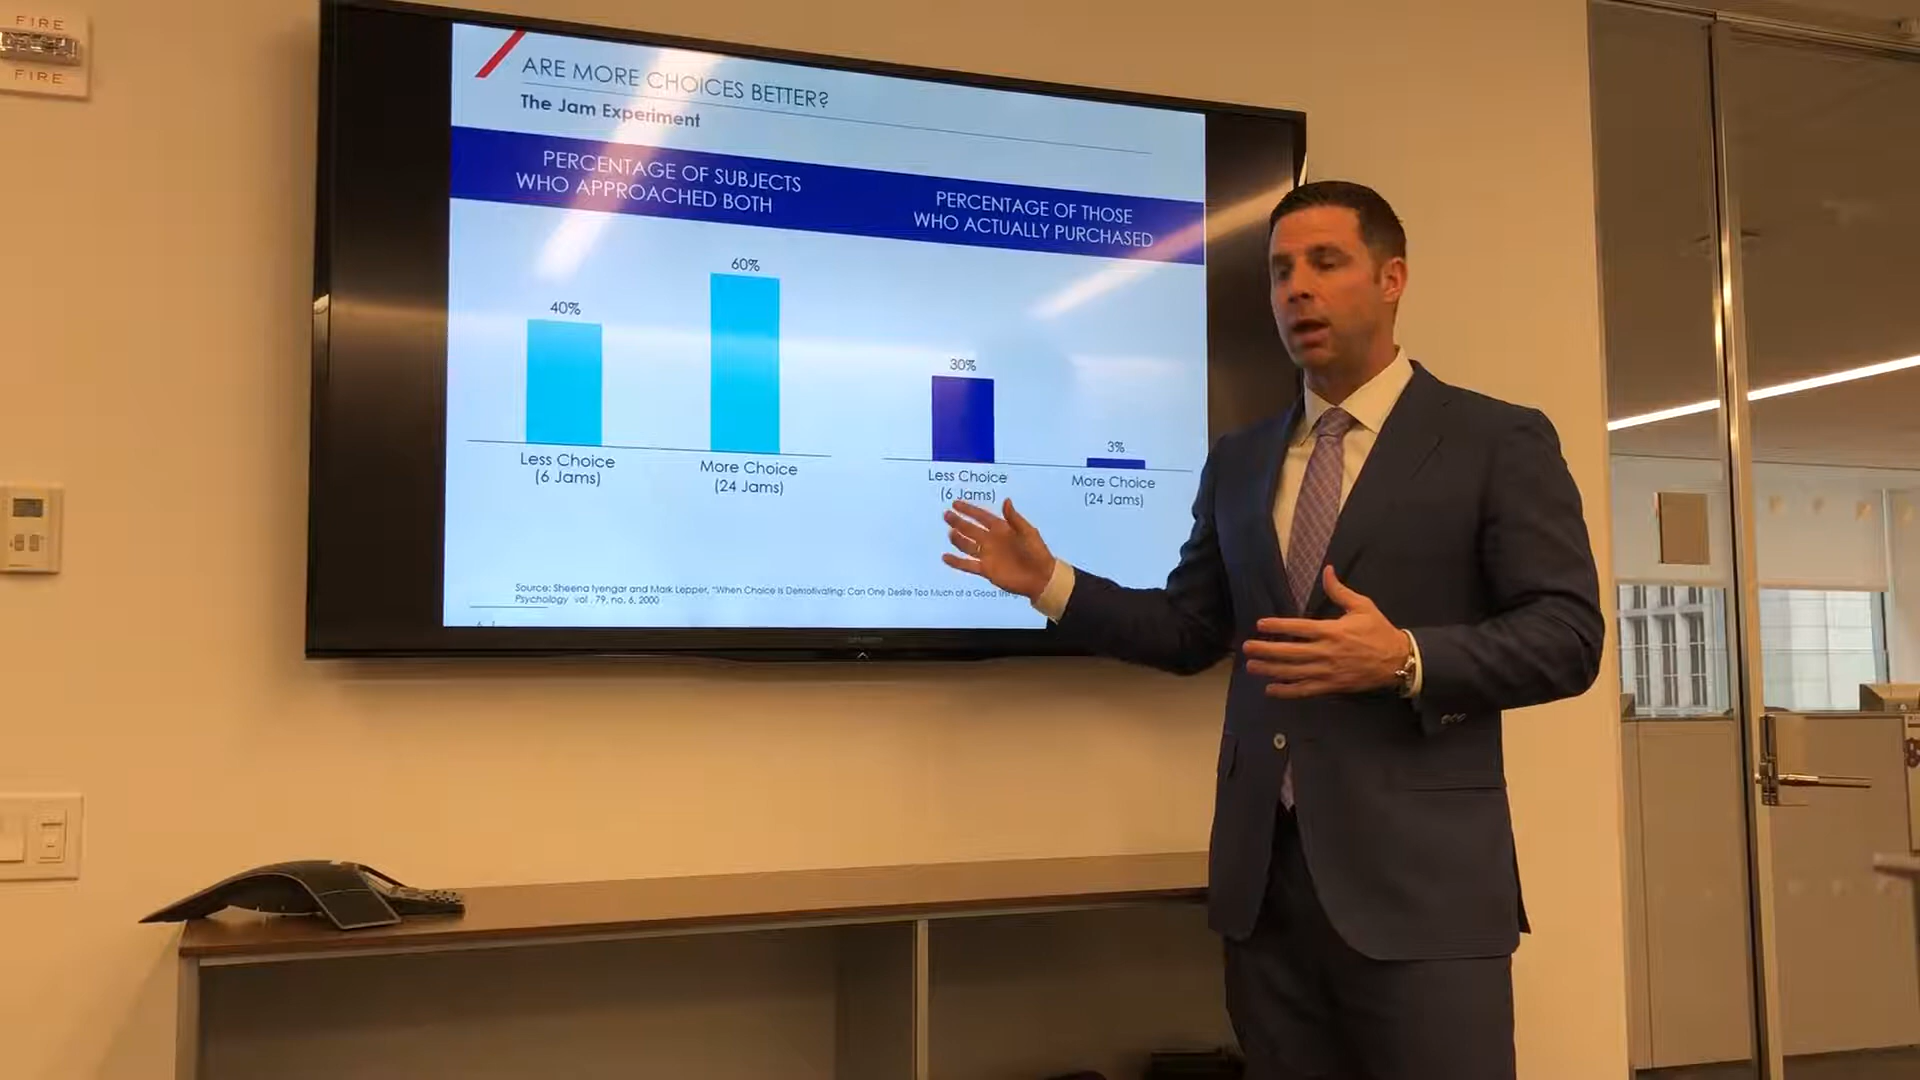 FIRE
FIRE
ARE MORE CHOICES BETTER?
The Jam Experiment
PERCENTAGE OF SUBJECTS
WHO APPROACHED BOTH
PERCENTAGE OF THOSE
WHO ACTUALLY PURCHASED
40%
60%
Less Choice
(6 Jams)
More Choice
(24 Jams)
30%
3%
Less Choice
(6 Jams)
More Choice
(24 Jams)
Source: Sheena Iyengar and Mark Lepper, "When Choice is Demotivating: Can One Desire Too Much of a Good
Psychology vol. 79, no. 6, 2000